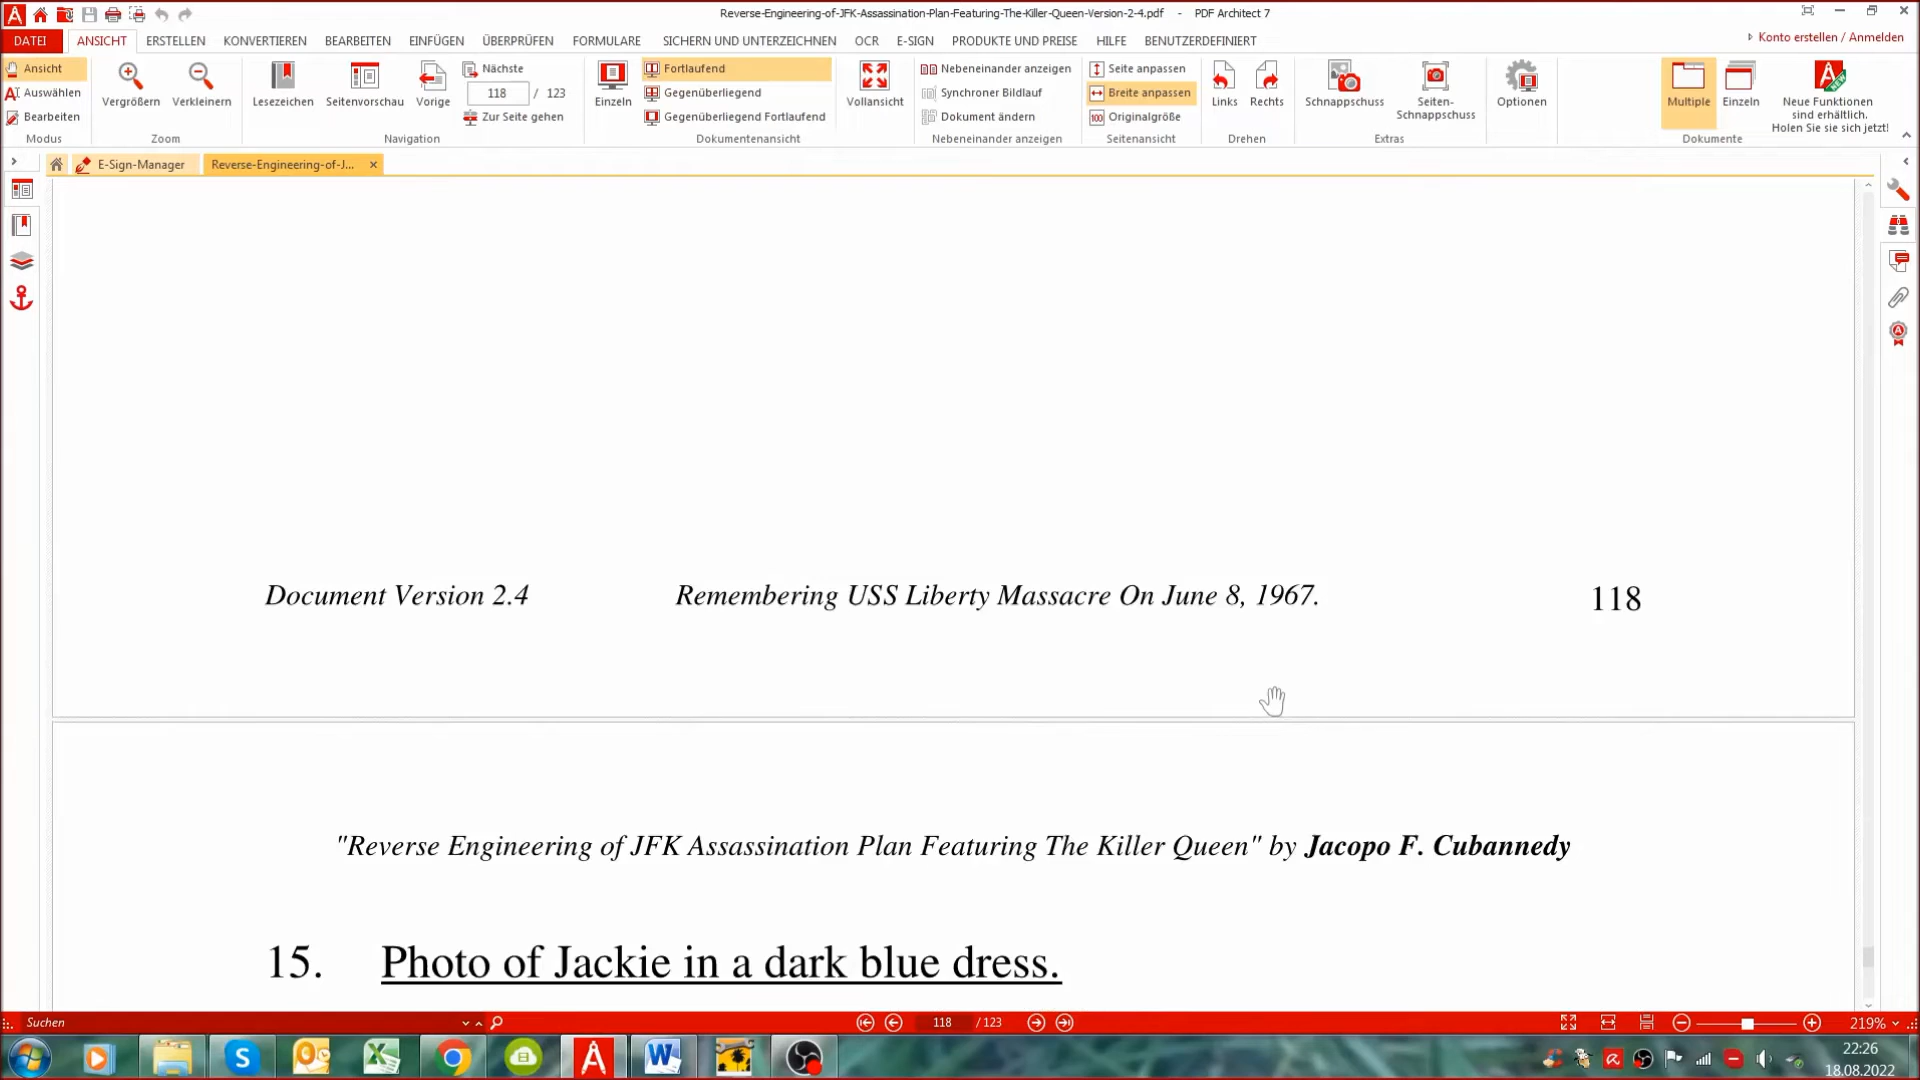 Reverse-Engineering-of-JFK-Assassination-Plan-Featuring-The-Killer-Queen-Version-2-4.pdf - PDF Architect 7
DATEI ANSICHT ERSTELLEN KONVERTIEREN BEARBEITEN EINFÜGEN ÜBERPRÜFEN FORMULARE SICHERN UND UNTERZEICHNEN OCR E-SIGN PRODUKTE UND PREISE HILFE BENUTZERDEFINIERT Konto erstellen / Anmelden
Ansicht
Auswählen
Bearbeiten
Modus
Vergrößern Verkleinern
Zoom
Lesezeichen Seitenvorschau Vorige
Nächste
118 / 123
Zur Seite gehen
Navigation
Einzeln
Fortlaufend
Gegenüberliegend
Gegenüberliegend Fortlaufend
Dokumentenansicht
Vollansicht
Nebeneinander anzeigen
Synchroner Bildlauf
Dokument ändern
Nebeneinander anzeigen
Seite anpassen
Breite anpassen
100 Originalgröße
Seitenansicht
Links Rechts
Drehen
Schnappschuss
Seiten-
Schnappschuss
Extras
Optionen
Multiple Einzeln
Dokumente
NEW
Neue Funktionen
sind erhältlich.
Holen Sie sie sich jetzt!
E-Sign-Manager Reverse-Engineering-of-J...
Document Version 2.4 Remembering USS Liberty Massacre On June 8, 1967. 118
"Reverse Engineering of JFK Assassination Plan Featuring The Killer Queen" by Jacopo F. Cubannedy
15. Photo of Jackie in a dark blue dress.
Suchen 118 / 123 219%
22:26
18.08.2022